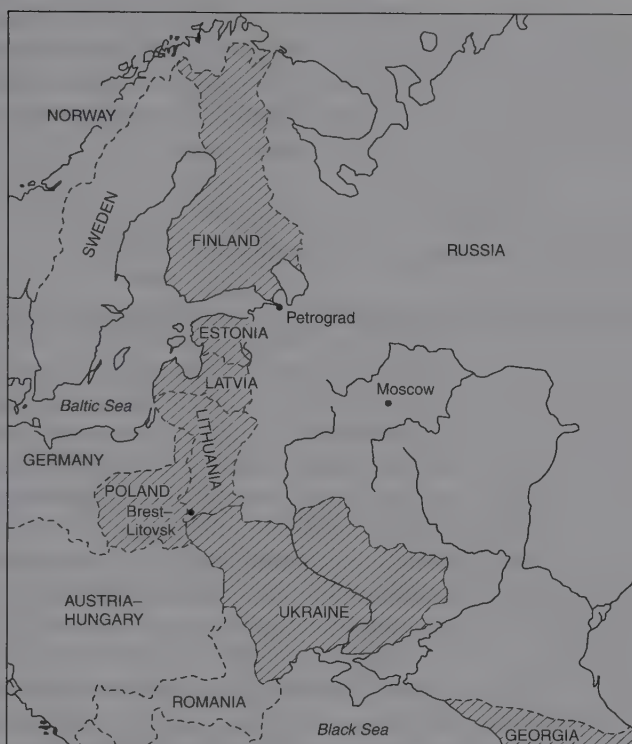 NORWAY
SWEDEN
FINLAND
RUSSIA
Petrograd
ESTONIA
LATVIA
Moscow
Baltic Sea
LITHUANIA
GERMANY
POLAND
Brest–
Litovsk
AUSTRIA–
HUNGARY
UKRAINE
ROMANIA
Black Sea
GEORGIA